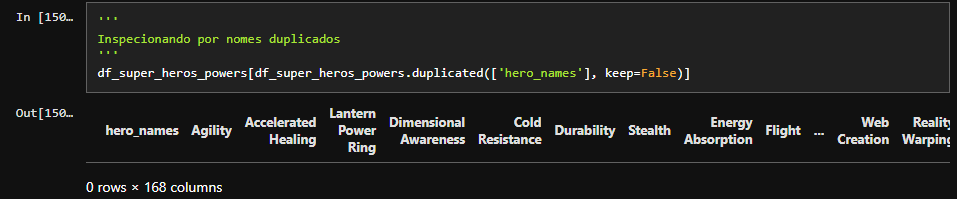 In [150…
'''
Inspecionando por nomes duplicados
'''
df_super_heros_powers[df_super_heros_powers.duplicated(['hero_names'], keep=False)]
Out[150…
hero_names Agility Accelerated Healing Lantern Power Ring Dimensional Awareness Cold Resistance Durability Stealth Energy Absorption Flight ... Web Creation Reality Warping
0 rows × 168 columns